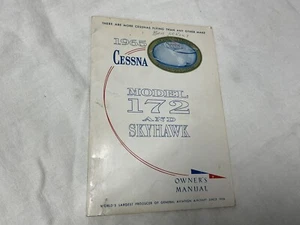 THERE ARE MORE CESSNAS FLYING THAN ANY OTHER MAKE
1965
CESSNA
MODEL
172
AND
SKYHAWK
OWNER'S
MANUAL
WORLD'S LARGEST PRODUCER OF GENERAL AVIATION AIRCRAFT SINCE 1956